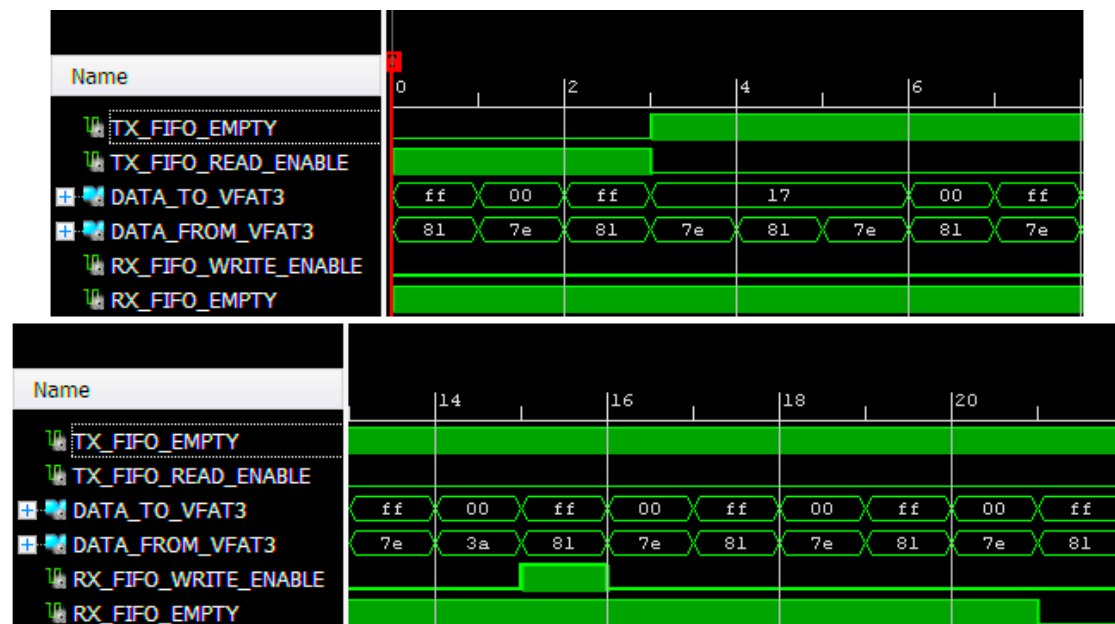 Name
0 2 4 6
TX_FIFO_EMPTY
TX_FIFO_READ_ENABLE
DATA_TO_VFAT3 ff 00 ff 17 00 ff
DATA_FROM_VFAT3 81 7e 81 7e 81 7e 81 7e
RX_FIFO_WRITE_ENABLE
RX_FIFO_EMPTY
Name
14 16 18 20
TX_FIFO_EMPTY
TX_FIFO_READ_ENABLE
DATA_TO_VFAT3 ff 00 ff 00 ff 00 ff 00 ff
DATA_FROM_VFAT3 7e 3a 81 7e 81 7e 81 7e 81
RX_FIFO_WRITE_ENABLE
RX_FIFO_EMPTY